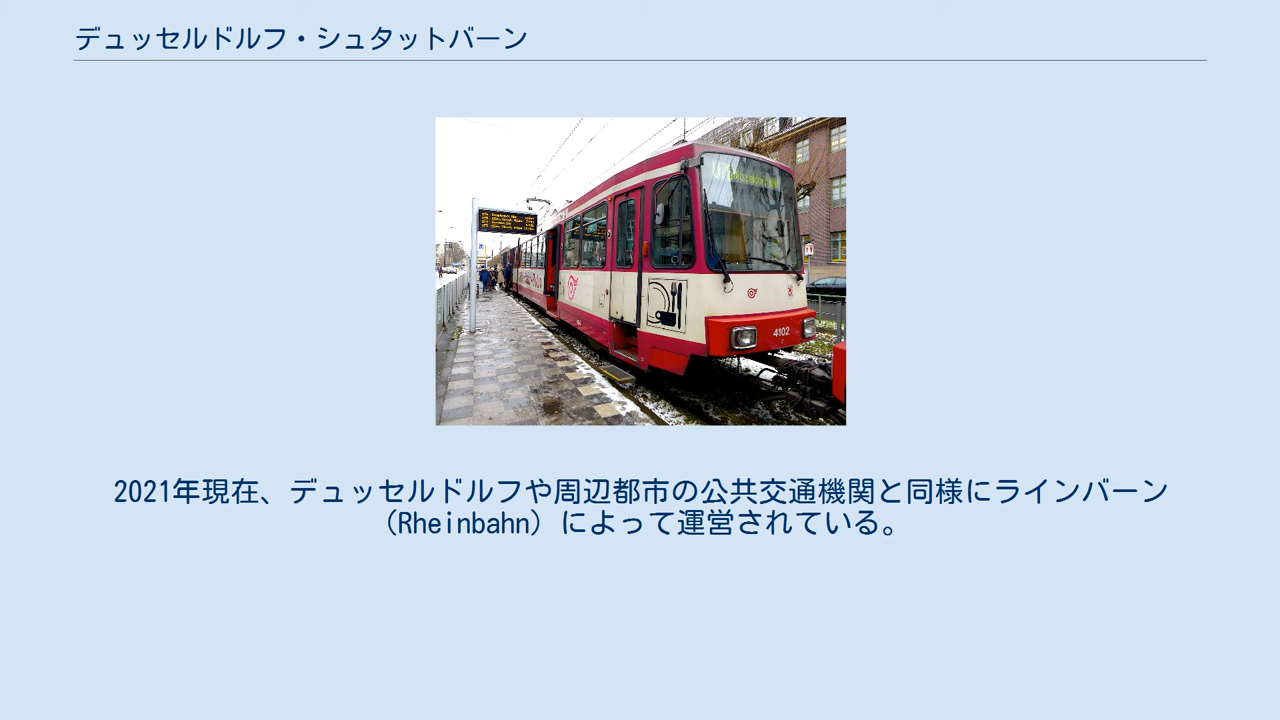 デュッセルドルフ・シュタットバーン
4102
2021年現在、デュッセルドルフや周辺都市の公共交通機関と同様にラインバーン
（Rheinbahn）によって運営されている。